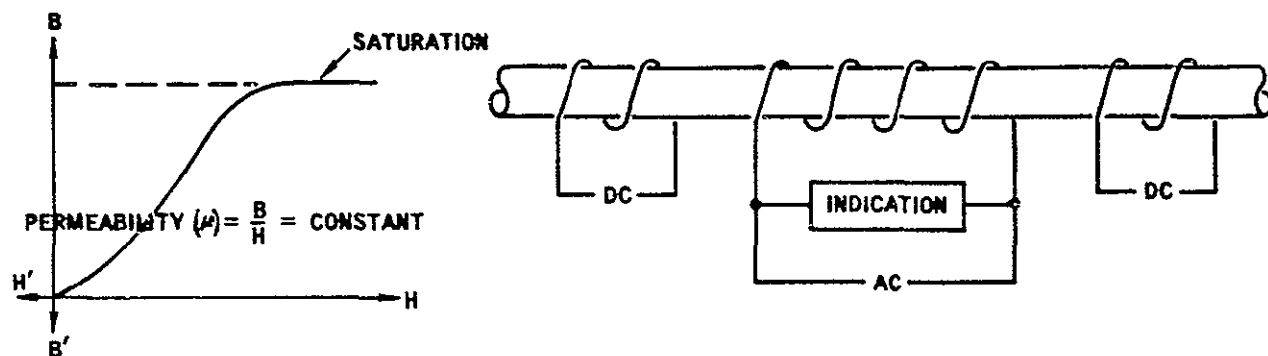 B
SATURATION
PERMEABILITY (μ) = B/H = CONSTANT
H′
H
B′
DC
INDICATION
DC
AC